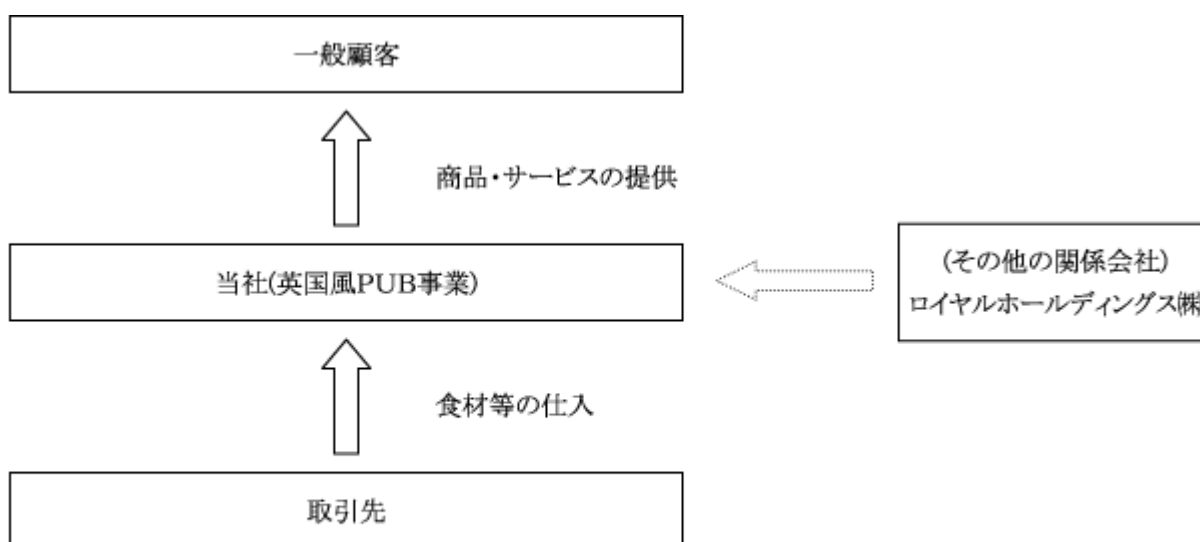 一般顧客
商品・サービスの提供
当社(英国風PUB事業)
(その他の関係会社)
ロイヤルホールディングス㈱
食材等の仕入
取引先